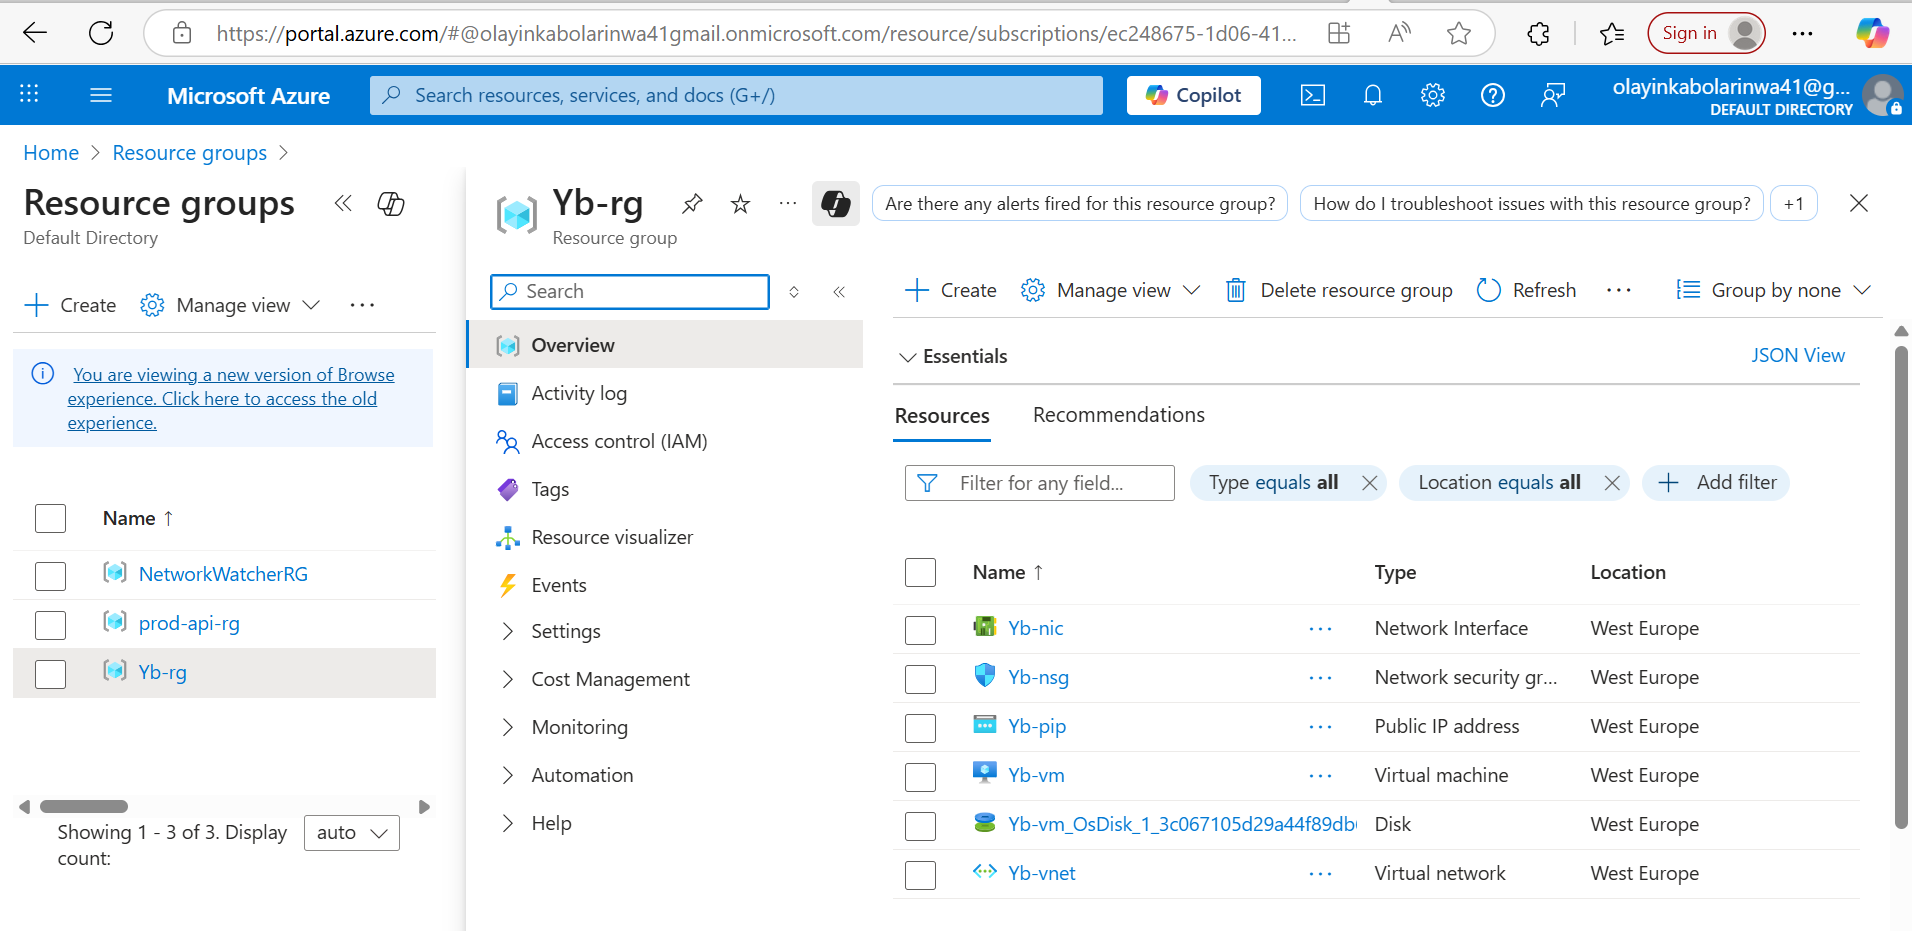 https://portal.azure.com/#@olayinkabolarinwa41gmail.onmicrosoft.com/resource/subscriptions/ec248675-1d06-41...
Sign in
Microsoft Azure
Search resources, services, and docs (G+/)
Copilot
olayinkabolarinwa41@g...
DEFAULT DIRECTORY
Home > Resource groups >
Resource groups
Default Directory
Create
Manage view
You are viewing a new version of Browse
experience. Click here to access the old
experience.
Name ↑
NetworkWatcherRG
prod-api-rg
Yb-rg
Showing 1 - 3 of 3. Display
count:
auto
Yb-rg
Resource group
Are there any alerts fired for this resource group?
How do I troubleshoot issues with this resource group?
+1
Search
Overview
Activity log
Access control (IAM)
Tags
Resource visualizer
Events
Settings
Cost Management
Monitoring
Automation
Help
Create
Manage view
Delete resource group
Refresh
Group by none
Essentials
JSON View
Resources
Recommendations
Filter for any field...
Type equals all
Location equals all
Add filter
Name ↑ Type Location
Yb-nic ... Network Interface West Europe
Yb-nsg ... Network security gr... West Europe
Yb-pip ... Public IP address West Europe
Yb-vm ... Virtual machine West Europe
Yb-vm_OsDisk_1_3c067105d29a44f89db Disk West Europe
Yb-vnet ... Virtual network West Europe